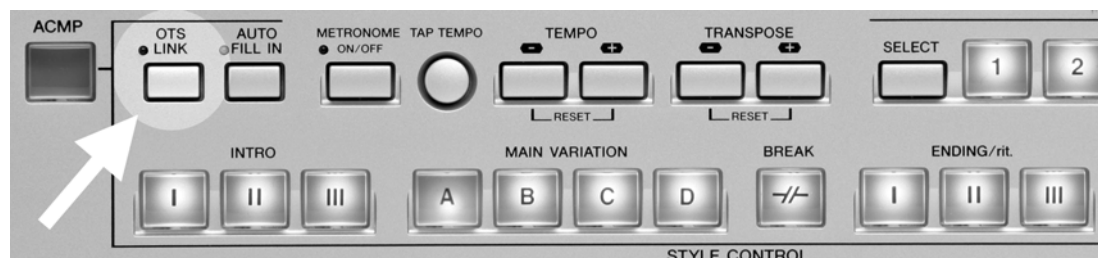 ACMP
OTS
LINK
AUTO
FILL IN
METRONOME
ON/OFF
TAP TEMPO
TEMPO
- +
RESET
TRANSPOSE
- +
RESET
SELECT
1 2
INTRO
I II III
MAIN VARIATION
A B C D
BREAK
ENDING/rit.
I II III
STYLE CONTROL